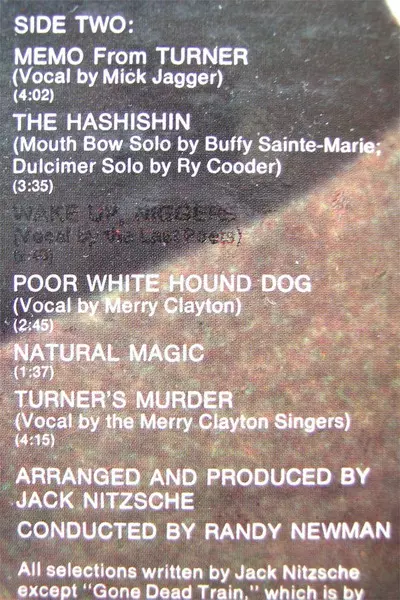 SIDE TWO:
MEMO From TURNER
(Vocal by Mick Jagger)
(4:02)
THE HASHISHIN
(Mouth Bow Solo by Buffy Sainte-Marie;
Dulcimer Solo by Ry Cooder)
(3:35)
WAKE UP, NIGGERS
(Vocal by the Last Poets)
POOR WHITE HOUND DOG
(Vocal by Merry Clayton)
(2:45)
NATURAL MAGIC
(1:37)
TURNER'S MURDER
(Vocal by the Merry Clayton Singers)
(4:15)
ARRANGED AND PRODUCED BY
JACK NITZSCHE
CONDUCTED BY RANDY NEWMAN
All selections written by Jack Nitzsche
except "Gone Dead Train," which is by